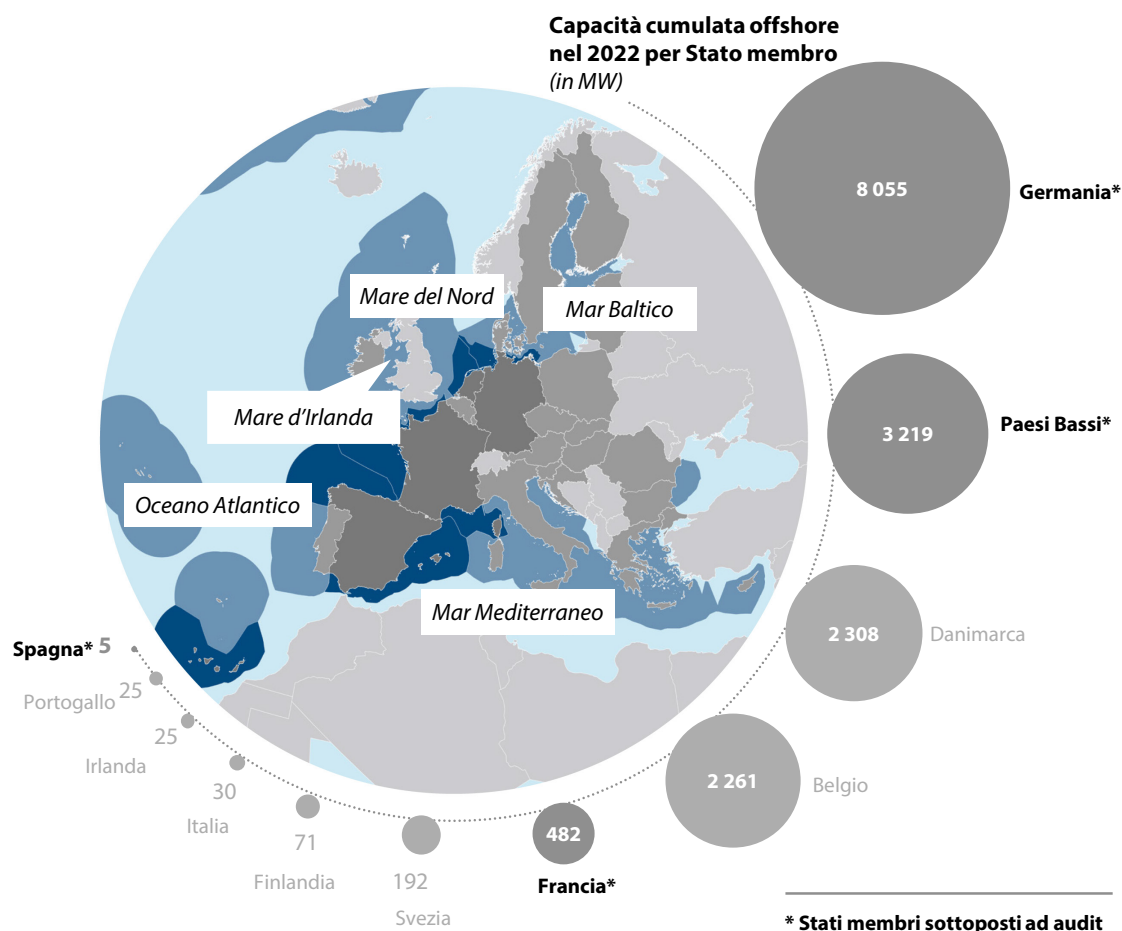 Capacità cumulata offshore
nel 2022 per Stato membro
(in MW)
8 055
Germania*
Mare del Nord
Mar Baltico
Mare d'Irlanda
3 219
Paesi Bassi*
Oceano Atlantico
Mar Mediterraneo
2 308
Danimarca
Spagna* 5
Portogallo 25
25
Irlanda
30
Italia
71
Finlandia
192
Svezia
482
Francia*
2 261
Belgio
* Stati membri sottoposti ad audit